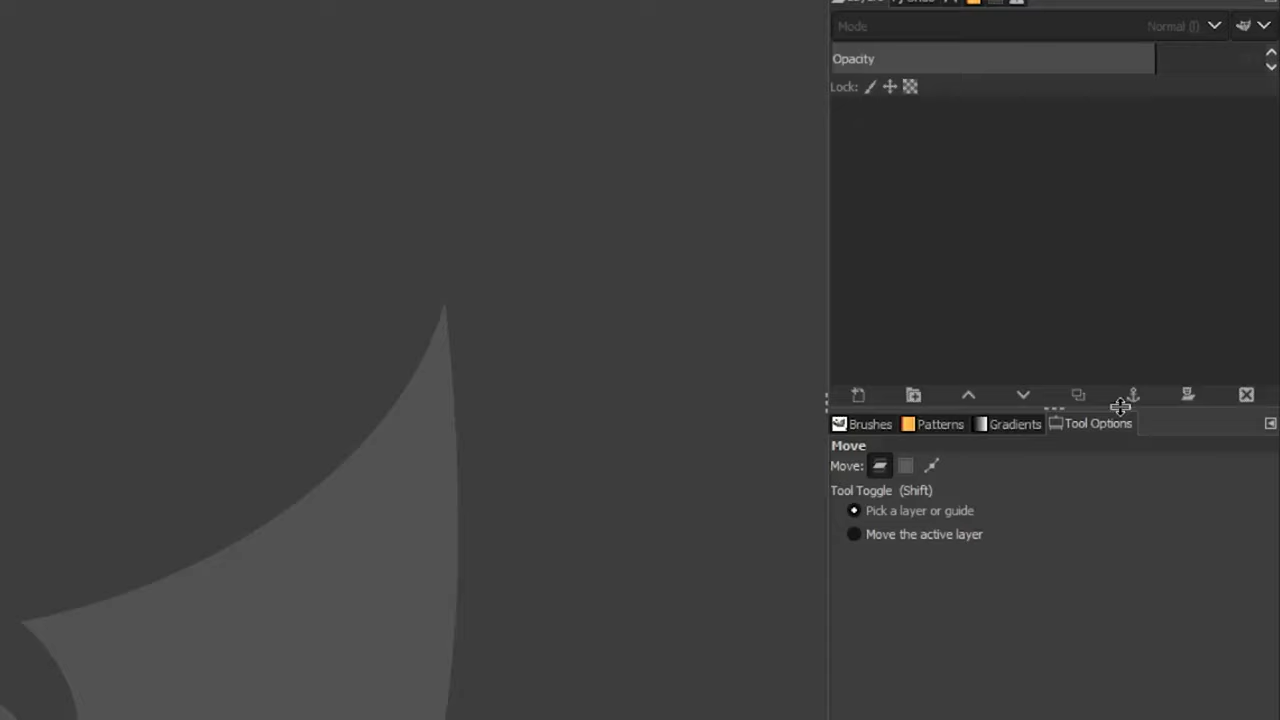 Mode Normal (l)
Opacity
Lock:
Brushes Patterns Gradients Tool Options
Move
Move:
Tool Toggle (Shift)
Pick a layer or guide
Move the active layer